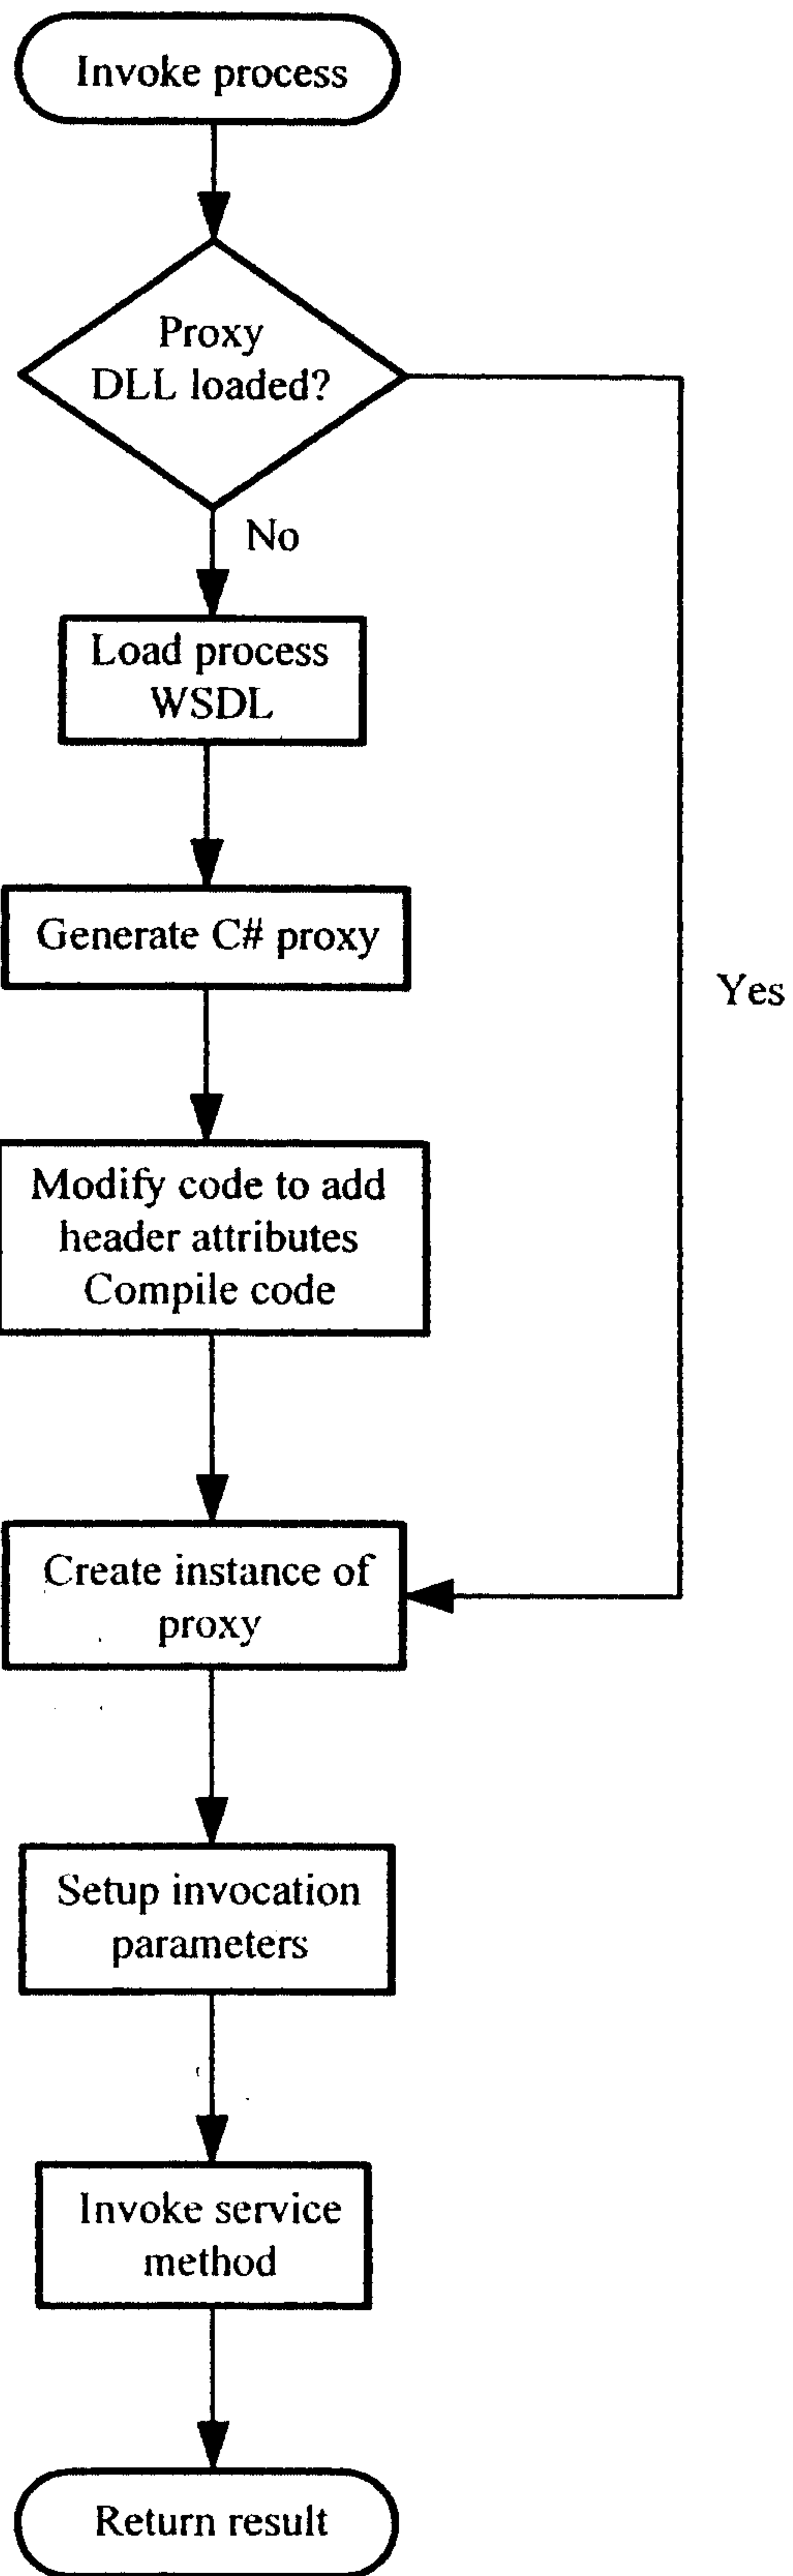 Invoke process
Proxy
DLL loaded?
No
Load process
WSDL
Generate C# proxy
Yes
Modify code to add
header attributes
Compile code
Create instance of
proxy
Setup invocation
parameters
Invoke service
method
Return result